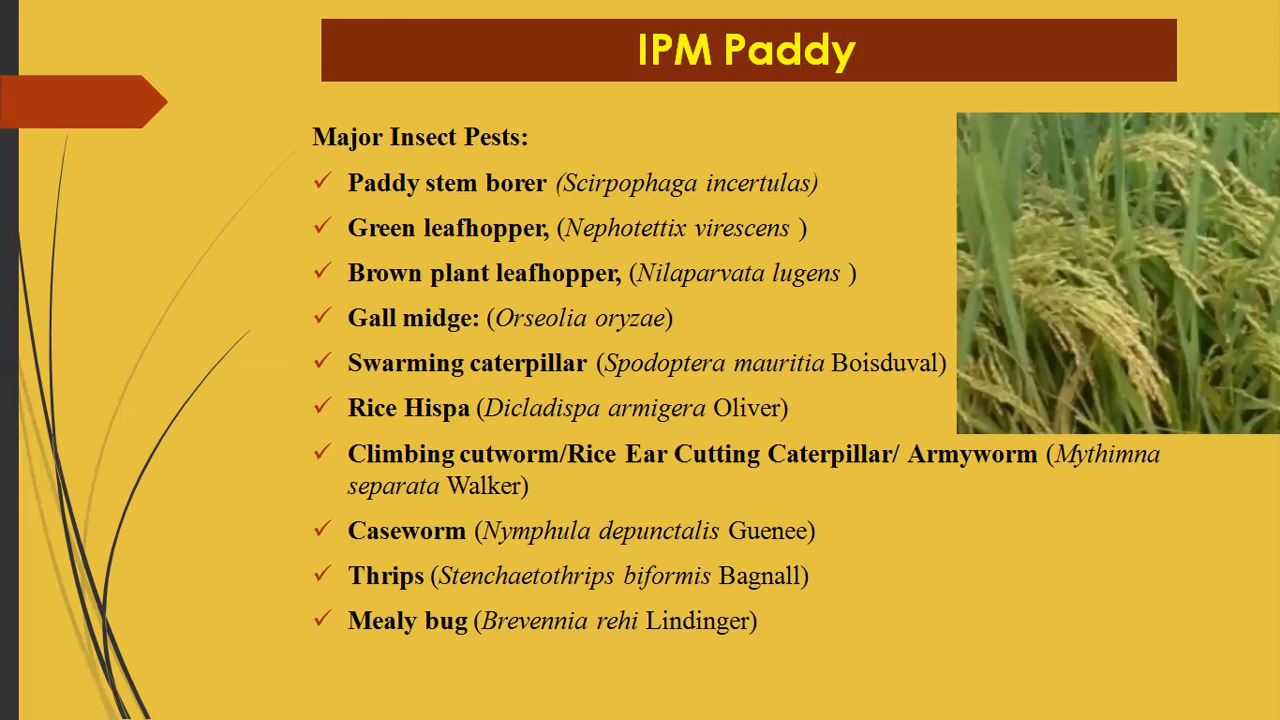 IPM Paddy
Major Insect Pests:
✓ Paddy stem borer (Scirpophaga incertulas)
✓ Green leafhopper, (Nephotettix virescens )
✓ Brown plant leafhopper, (Nilaparvata lugens )
✓ Gall midge: (Orseolia oryzae)
✓ Swarming caterpillar (Spodoptera mauritia Boisduval)
✓ Rice Hispa (Dicladispa armigera Oliver)
✓ Climbing cutworm/Rice Ear Cutting Caterpillar/ Armyworm (Mythimna
separata Walker)
✓ Caseworm (Nymphula depunctalis Guenee)
✓ Thrips (Stenchaetothrips biformis Bagnall)
✓ Mealy bug (Brevennia rehi Lindinger)